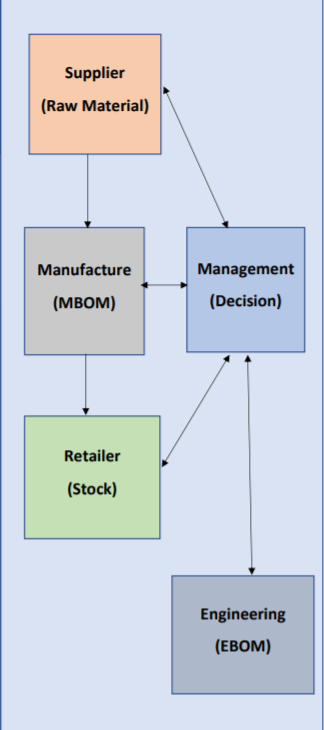 Supplier
(Raw Material)
Manufacture
(MBOM)
Management
(Decision)
Retailer
(Stock)
Engineering
(EBOM)